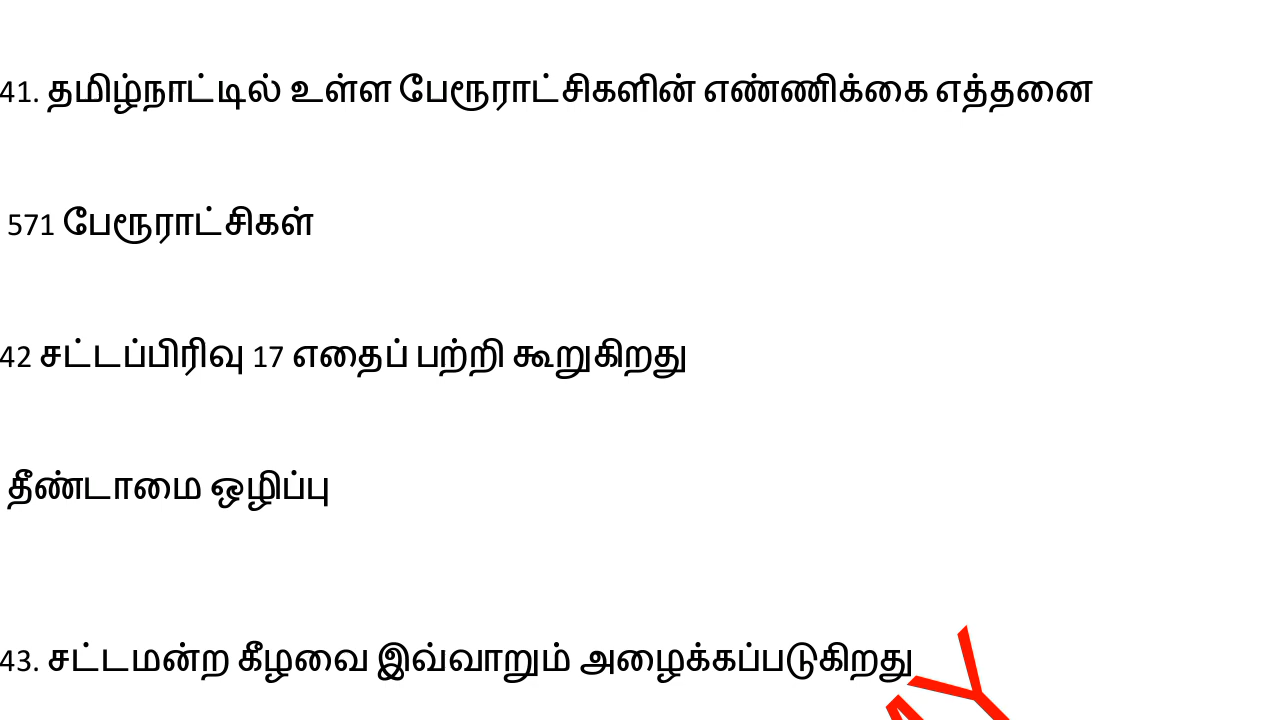 41. தமிழ்நாட்டில் உள்ள பேரூராட்சிகளின் எண்ணிக்கை எத்தனை
571 பேரூராட்சிகள்
42 சட்டப்பிரிவு 17 எதைப் பற்றி கூறுகிறது
தீண்டாமை ஒழிப்பு
43. சட்டமன்ற கீழவை இவ்வாறும் அழைக்கப்படுகிறது